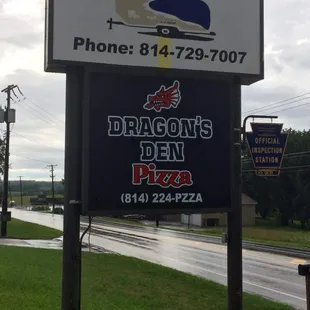 Phone: 814-729-7007
DRAGON'S
DEN
Pizza
(814) 224-PZZA
OFFICIAL
INSPECTION
STATION